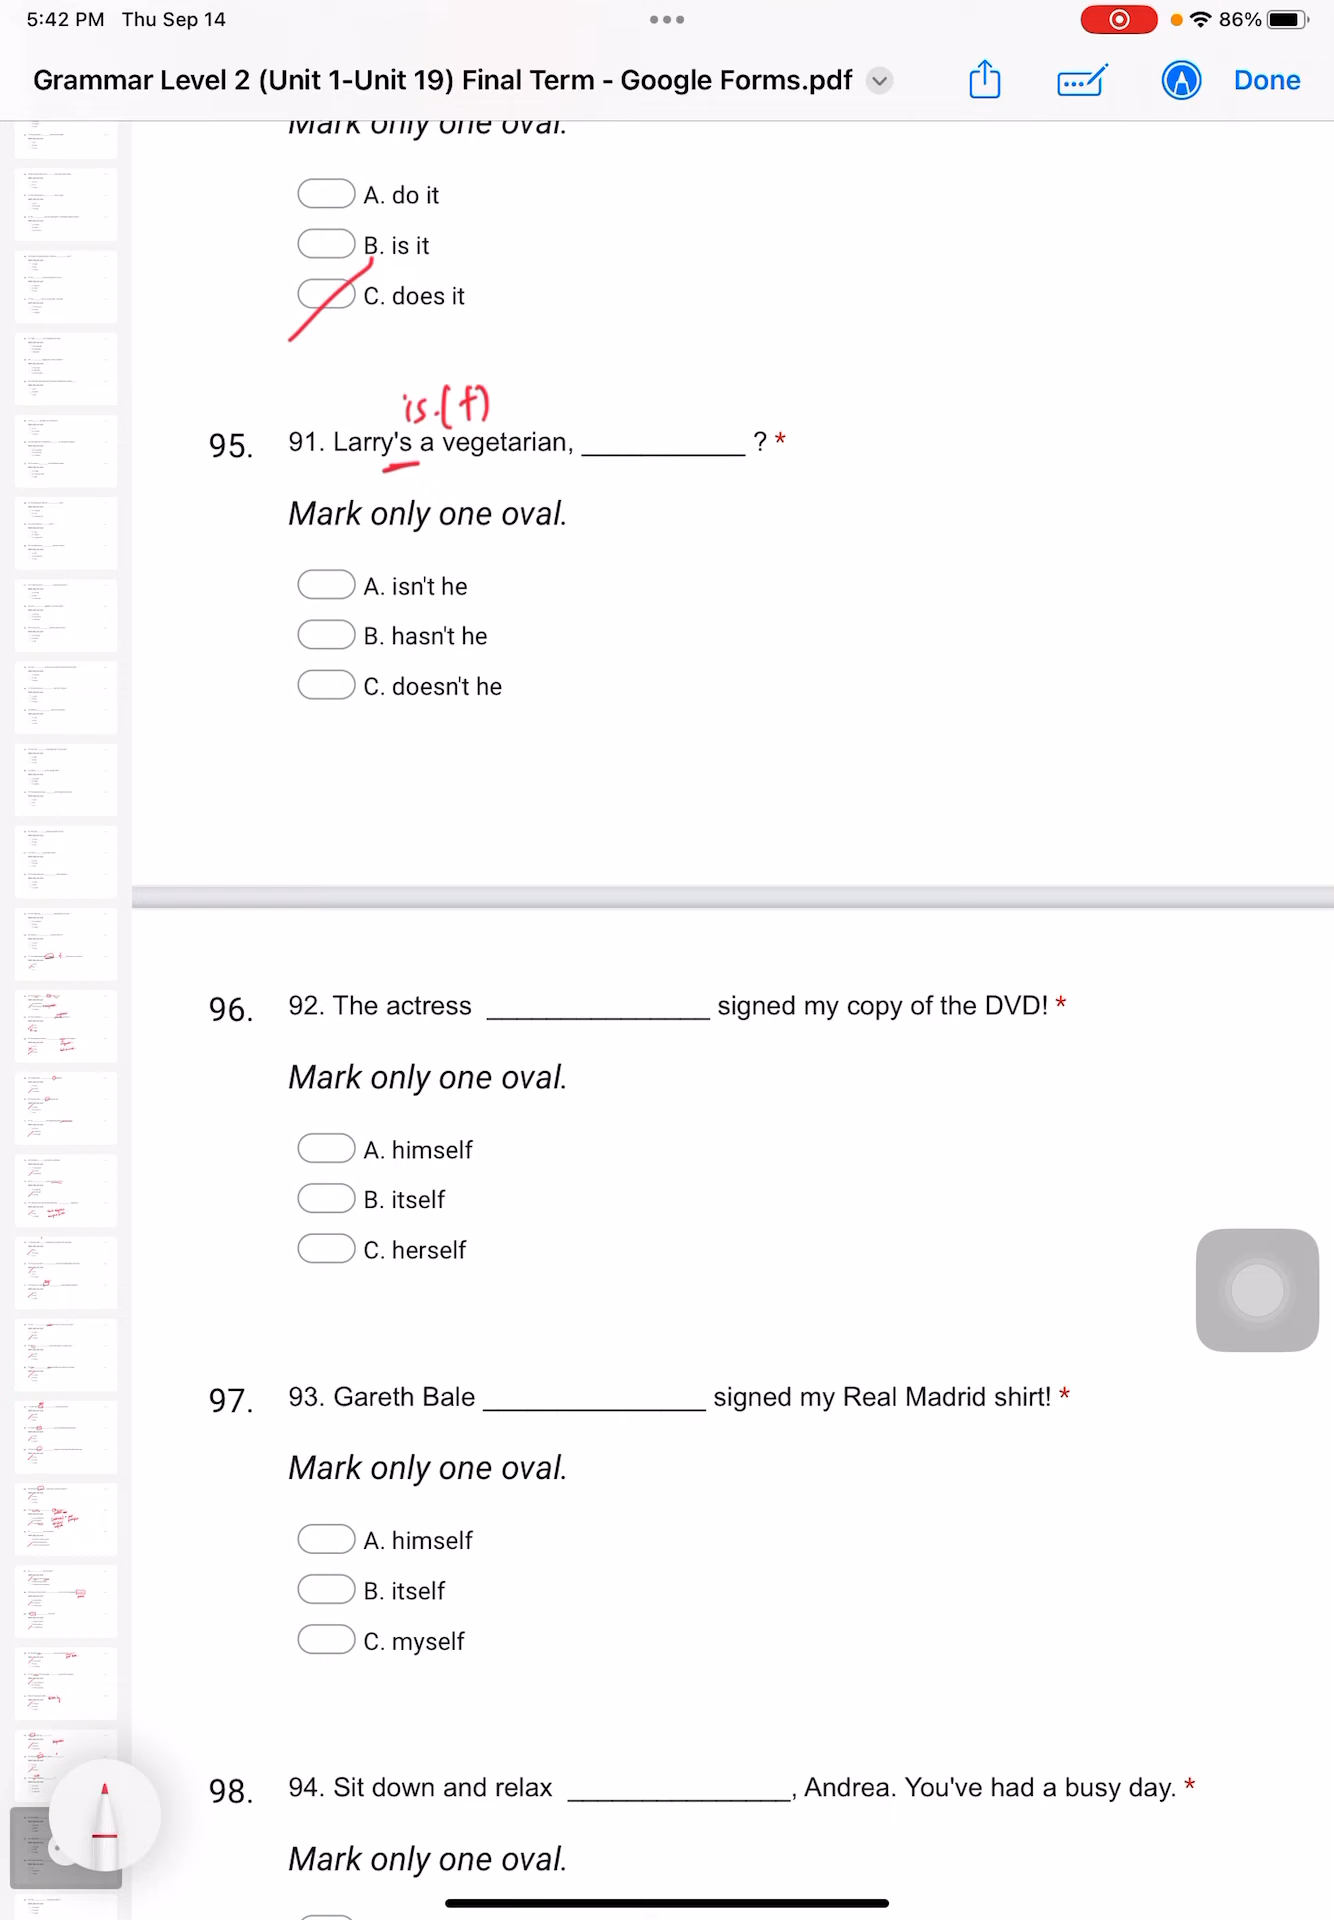 5:42 PM Thu Sep 14
86%
Grammar Level 2 (Unit 1-Unit 19) Final Term - Google Forms.pdf
Done
Mark only one oval.
A. do it
B. is it
C. does it
is.(+)
95. 91. Larry's a vegetarian, ____________ ? *
Mark only one oval.
A. isn't he
B. hasn't he
C. doesn't he
96. 92. The actress ________________ signed my copy of the DVD! *
Mark only one oval.
A. himself
B. itself
C. herself
97. 93. Gareth Bale ________________ signed my Real Madrid shirt! *
Mark only one oval.
A. himself
B. itself
C. myself
98. 94. Sit down and relax ________________, Andrea. You've had a busy day. *
Mark only one oval.